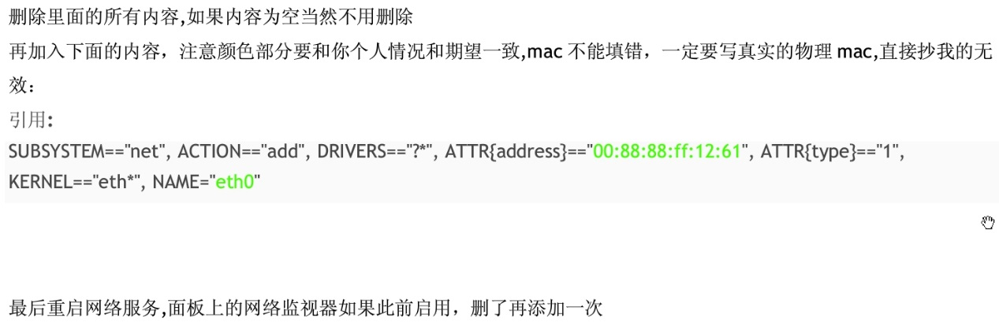 删除里面的所有内容,如果内容为空当然不用删除
再加入下面的内容，注意颜色部分要和你个人情况和期望一致,mac 不能填错，一定要写真实的物理 mac,直接抄我的无
效：
引用:
SUBSYSTEM=="net", ACTION=="add", DRIVERS=="?*", ATTR{address}=="00:88:88:ff:12:61", ATTR{type}=="1",
KERNEL=="eth*", NAME="eth0"
最后重启网络服务,面板上的网络监视器如果此前启用，删了再添加一次